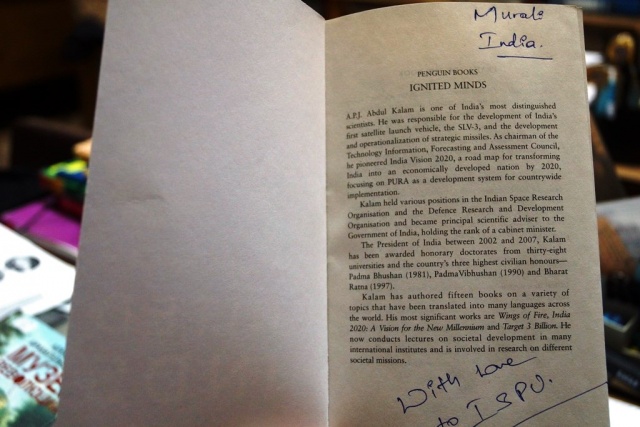 Murali
India.
PENGUIN BOOKS
IGNITED MINDS
A.P.J. Abdul Kalam is one of India's most distinguished
scientists. He was responsible for the development of India's
first satellite launch vehicle, the SLV-3, and the development
and operationalization of strategic missiles. As chairman of the
Technology Information, Forecasting and Assessment Council,
he pioneered India Vision 2020, a road map for transforming
India into an economically developed nation by 2020,
focusing on PURA as a development system for countrywide
implementation.
Kalam held various positions in the Indian Space Research
Organisation and the Defence Research and Development
Organisation and became principal scientific adviser to the
Government of India, holding the rank of a cabinet minister.
The President of India between 2002 and 2007, Kalam
has been awarded honorary doctorates from thirty-eight
universities and the country's three highest civilian honours—
Padma Bhushan (1981), Padma Vibhushan (1990) and Bharat
Ratna (1997).
Kalam has authored fifteen books on a variety of
topics that have been translated into many languages across
the world. His most significant works are Wings of Fire, India
2020: A Vision for the New Millennium and Target 3 Billion. He
now conducts lectures on societal development in many
international institutes and is involved in research on different
societal missions.
With love
to ISPU.